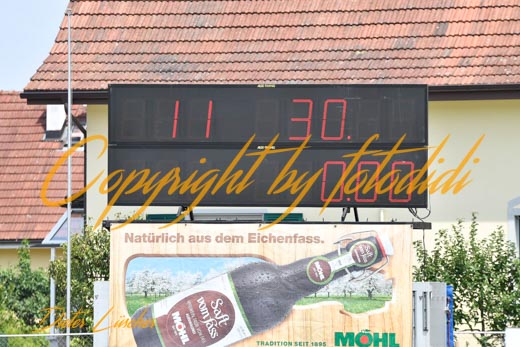 11 30.
0.00
Copyright by fotodidi
Natürlich aus dem Eichenfass.
Saft vom fass
MÖHL
TRADITION SEIT 1895
MÖHL